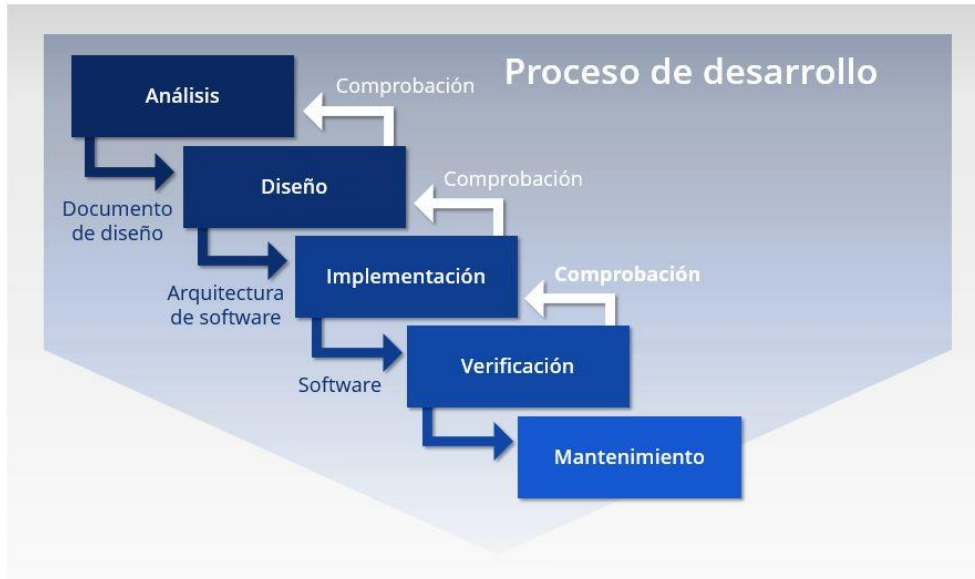 Proceso de desarrollo
Análisis
Comprobación
Documento
de diseño
Diseño
Comprobación
Arquitectura
de software
Implementación
Comprobación
Software
Verificación
Mantenimiento